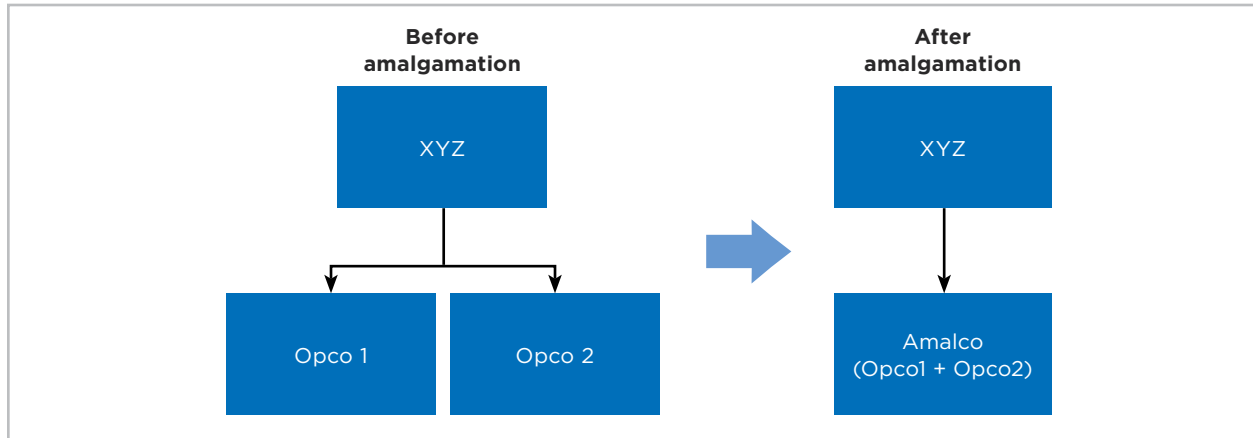 Before
amalgamation
XYZ
Opco 1
Opco 2
After
amalgamation
XYZ
Amalco
(Opco1 + Opco2)